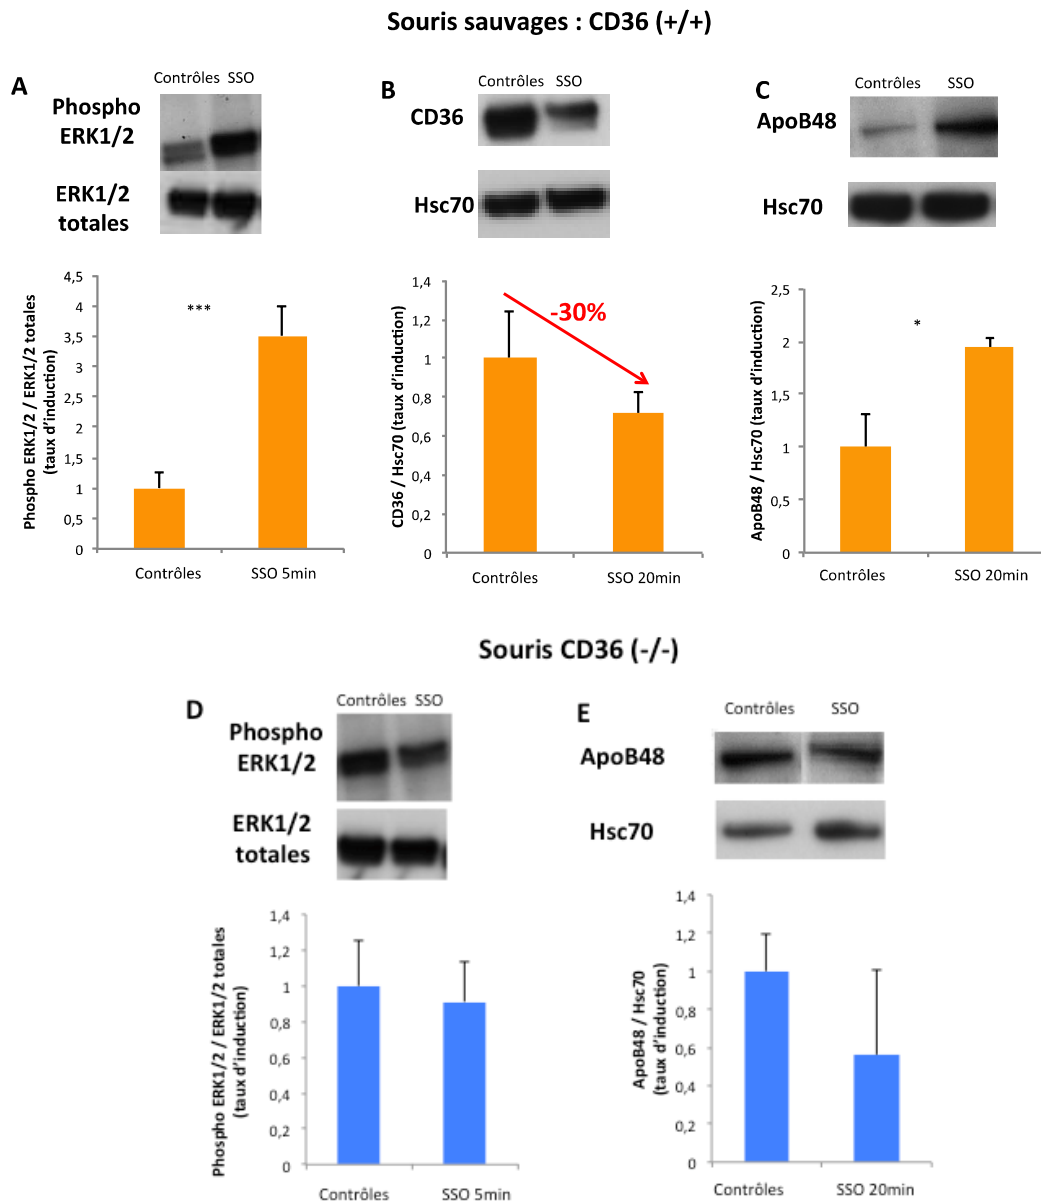 Souris sauvages : CD36 (+/+)
A
Contrôles SSO
Phospho
ERK1/2
ERK1/2
totales
B
Contrôles SSO
CD36
Hsc70
C
Contrôles SSO
ApoB48
Hsc70
Phospho ERK1/2 / ERK1/2 totales
(taux d'induction)
4,5
4
3,5
3
2,5
2
1,5
1
0,5
0
***
Contrôles SSO 5min
CD36 / Hsc70 (taux d'induction)
1,4
1,2
1
0,8
0,6
0,4
0,2
0
-30%
Contrôles SSO 20min
ApoB48 / Hsc70 (taux d'induction)
2,5
2
1,5
1
0,5
0
*
Contrôles SSO 20min
Souris CD36 (-/-)
D
Contrôles SSO
Phospho
ERK1/2
ERK1/2
totales
E
Contrôles SSO
ApoB48
Hsc70
Phospho ERK1/2 / ERK1/2 totales
(taux d'induction)
1,4
1,2
1
0,8
0,6
0,4
0,2
0
Contrôles SSO 5min
ApoB48 / Hsc70
(taux d'induction)
1,4
1,2
1
0,8
0,6
0,4
0,2
0
Contrôles SSO 20min